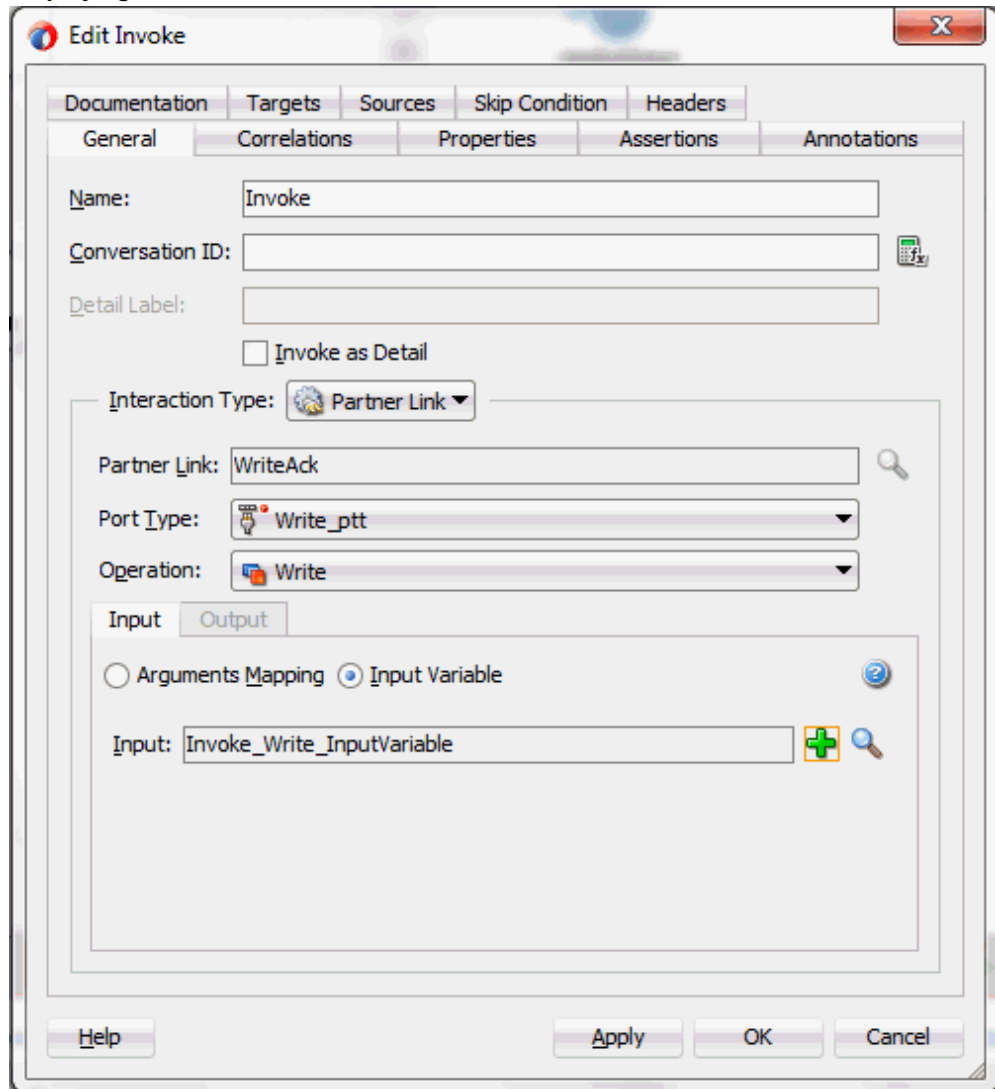 Edit Invoke
Documentation Targets Sources Skip Condition Headers
General Correlations Properties Assertions Annotations
Name: Invoke
Conversation ID:
Detail Label:
Invoke as Detail
Interaction Type: Partner Link
Partner Link: WriteAck
Port Type: Write_ptt
Operation: Write
Input Output
Arguments Mapping Input Variable
Input: Invoke_Write_InputVariable
Help Apply OK Cancel